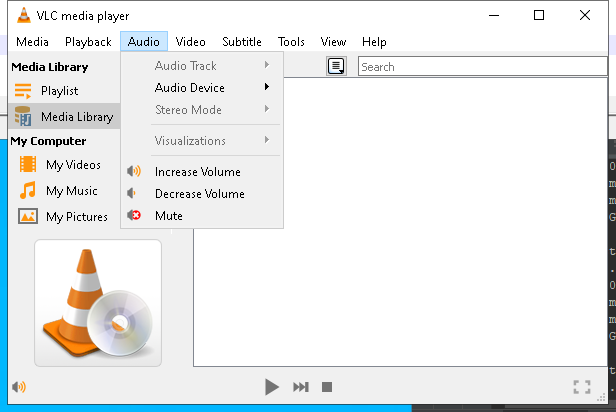 VLC media player
Media Playback Audio Video Subtitle Tools View Help
Media Library
Playlist
Media Library
My Computer
My Videos
My Music
My Pictures
Audio Track
Audio Device
Stereo Mode
Visualizations
Increase Volume
Decrease Volume
Mute
Search